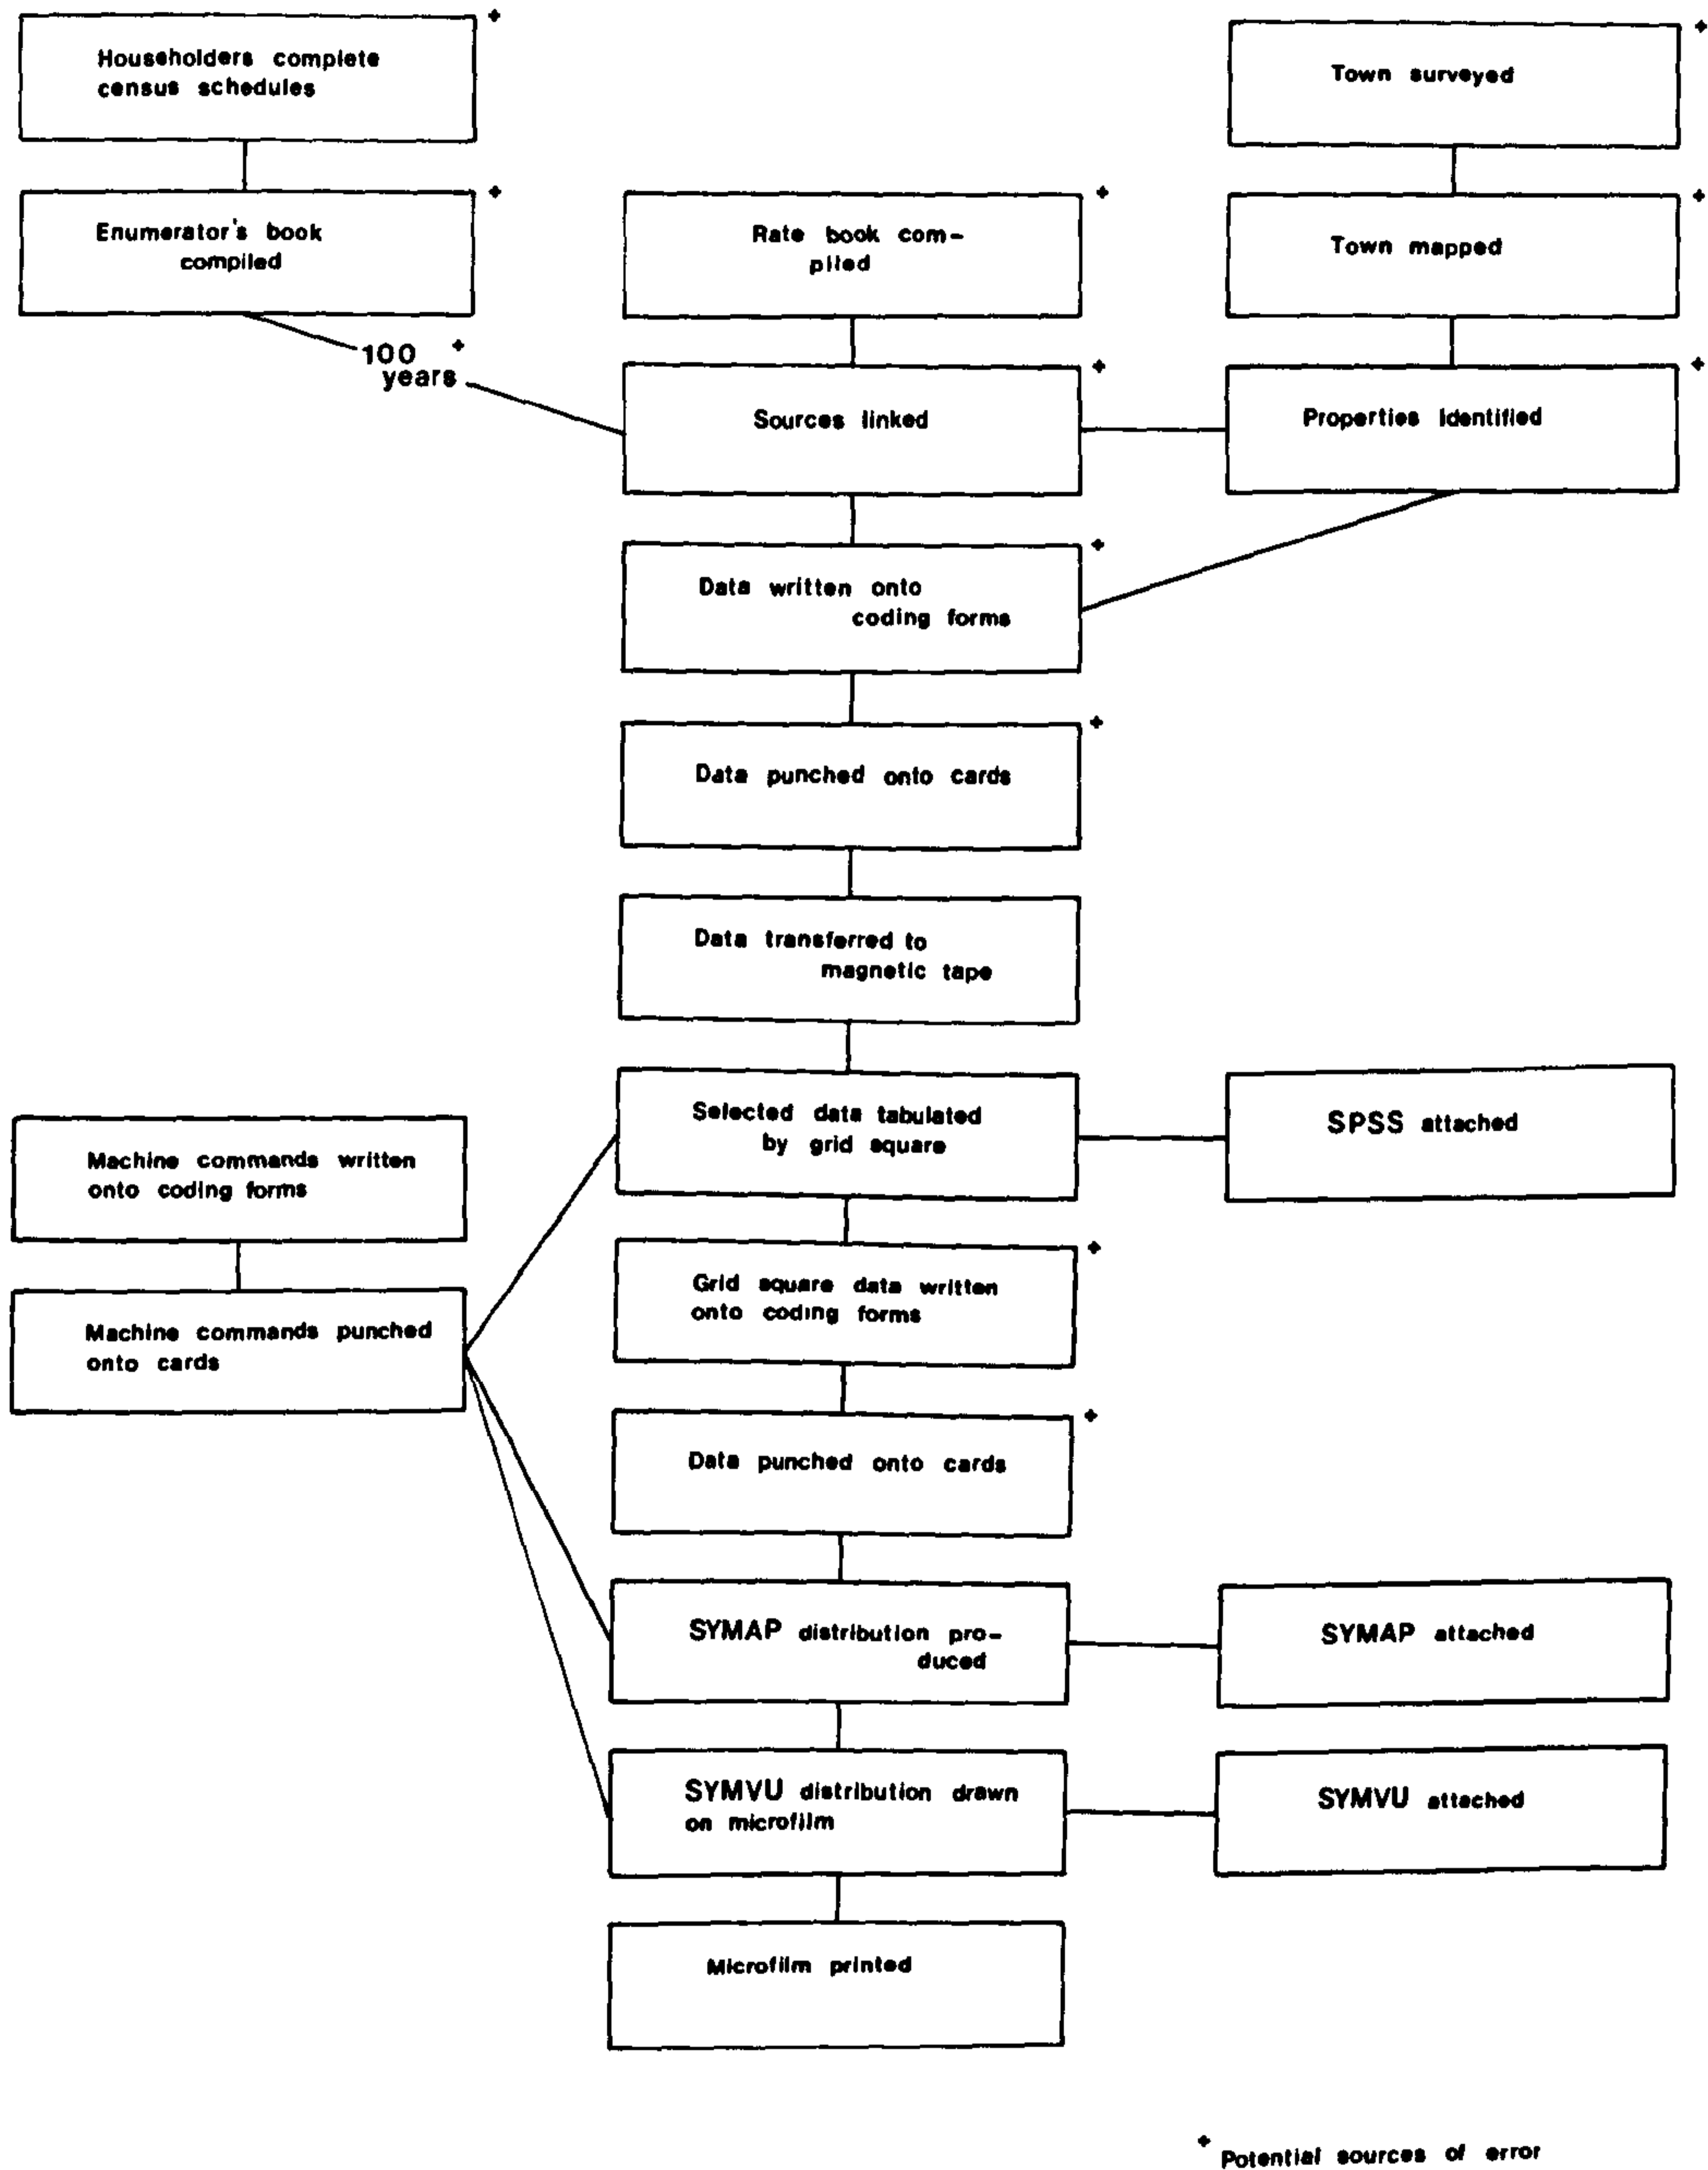 Householders complete
census schedules
Town surveyed
Enumerator's book
compiled
Rate book com-
piled
Town mapped
100
years
Sources linked
Properties identified
Data written onto
coding forms
Data punched onto cards
Data transferred to
magnetic tape
Selected data tabulated
by grid square
SPSS attached
Machine commands written
onto coding forms
Grid square data written
onto coding forms
Machine commands punched
onto cards
Data punched onto cards
SYMAP distribution pro-
duced
SYMAP attached
SYMVU distribution drawn
on microfilm
SYMVU attached
Microfilm printed
+ Potential sources of error